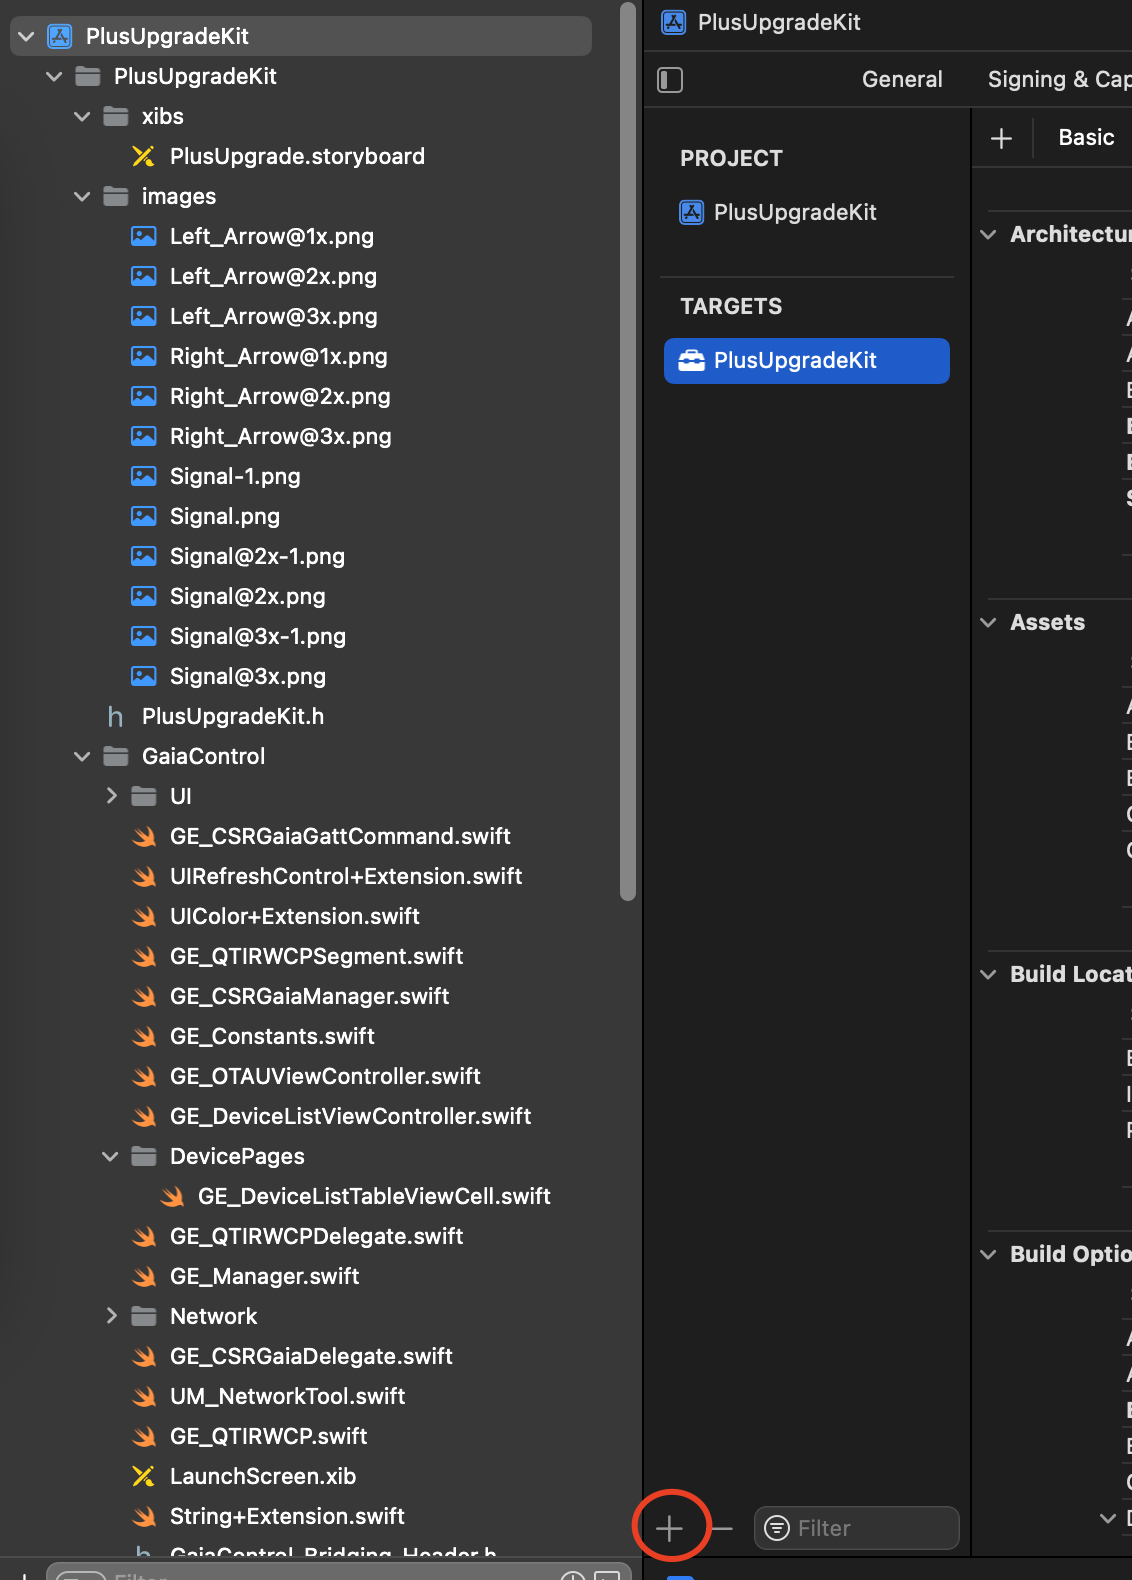 PlusUpgradeKit
PlusUpgradeKit
xibs
PlusUpgrade.storyboard
images
Left_Arrow@1x.png
Left_Arrow@2x.png
Left_Arrow@3x.png
Right_Arrow@1x.png
Right_Arrow@2x.png
Right_Arrow@3x.png
Signal-1.png
Signal.png
Signal@2x-1.png
Signal@2x.png
Signal@3x-1.png
Signal@3x.png
h PlusUpgradeKit.h
GaiaControl
UI
GE_CSRGaiaGattCommand.swift
UIRefreshControl+Extension.swift
UIColor+Extension.swift
GE_QTIRWCPSegment.swift
GE_CSRGaiaManager.swift
GE_Constants.swift
GE_OTAUViewController.swift
GE_DeviceListViewController.swift
DevicePages
GE_DeviceListTableViewCell.swift
GE_QTIRWCPDelegate.swift
GE_Manager.swift
Network
GE_CSRGaiaDelegate.swift
UM_NetworkTool.swift
GE_QTIRWCP.swift
LaunchScreen.xib
String+Extension.swift
h GaiaControl_Bridging_Header.h
Filter
PlusUpgradeKit
General
Signing & Cap
PROJECT
PlusUpgradeKit
TARGETS
PlusUpgradeKit
Filter
Basic
Architectur
Assets
Build Locat
Build Optio